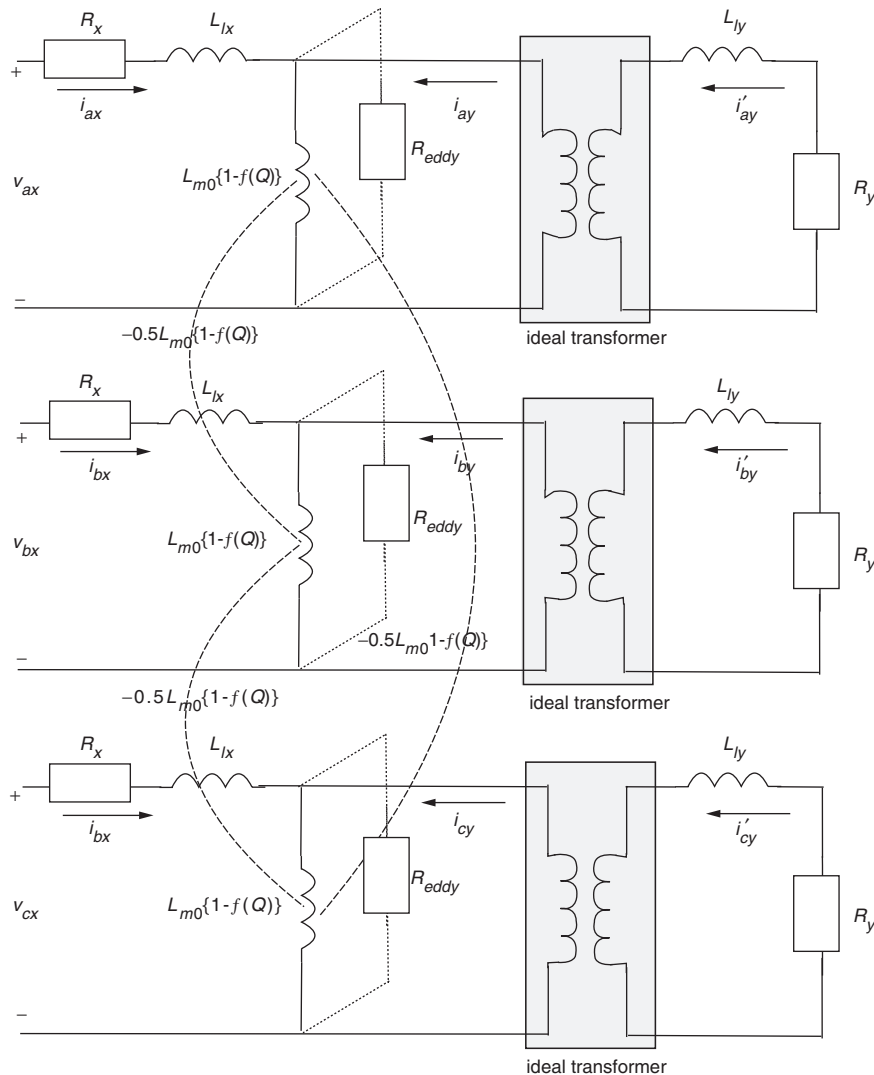 R_x L_lx L_ly
+
i_ax i_ay i'_ay
R_eddy
v_ax L_m0{1-f(Q)} R_y
−
−0.5L_m0{1-f(Q)} ideal transformer
R_x L_lx L_ly
+
i_bx i_by i'_by
R_eddy
v_bx L_m0{1-f(Q)} R_y
−0.5L_m0 1-f(Q)}
−
−0.5L_m0{1-f(Q)} ideal transformer
R_x L_lx L_ly
+
i_bx i_cy i'_cy
R_eddy
v_cx L_m0{1-f(Q)} R_y
−
ideal transformer